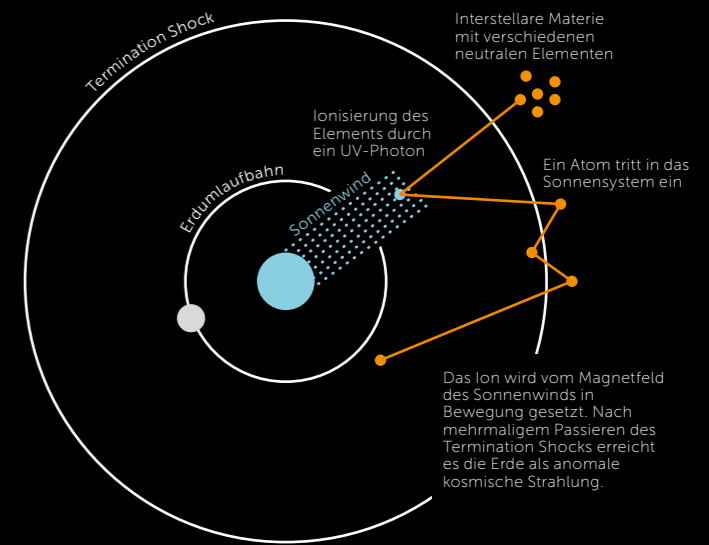 Termination Shock
Interstellare Materie
mit verschiedenen
neutralen Elementen
Ionisierung des
Elements durch
ein UV-Photon
Ein Atom tritt in das
Sonnensystem ein
Erdumlaufbahn
Sonnenwind
Das Ion wird vom Magnetfeld
des Sonnenwinds in
Bewegung gesetzt. Nach
mehrmaligem Passieren des
Termination Shocks erreicht
es die Erde als anomale
kosmische Strahlung.